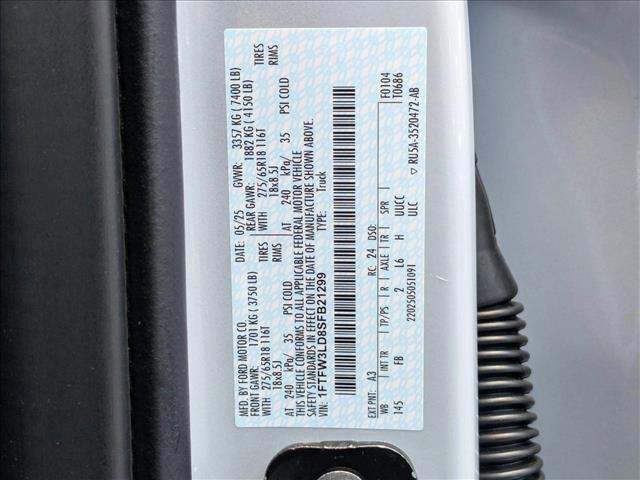 MFD. BY FORD MOTOR CO.
DATE: 05/25 GVWR: 3357 KG ( 7400 LB)
FRONT GAWR: 1701 KG ( 3750 LB) REAR GAWR: 1882 KG ( 4150 LB)
WITH 275/65R18 116T TIRES WITH 275/65R18 116T TIRES
18x8.5J RIMS 18x8.5J RIMS
AT 240 kPa/ 35 PSI COLD AT 240 kPa/ 35 PSI COLD
THIS VEHICLE CONFORMS TO ALL APPLICABLE FEDERAL MOTOR VEHICLE
SAFETY STANDARDS IN EFFECT ON THE DATE OF MANUFACTURE SHOWN ABOVE.
VIN: 1FTFW3LD8SFB21299 TYPE: Truck
F0104
T0686
EXT PNT: A3 RC: 24 DSO:
WB INT TR TP/PS R AXLE TR SPR
145 FB 2 L6 H UUCC
2202505051091 ULC
▽ RU5A-3520472-AB